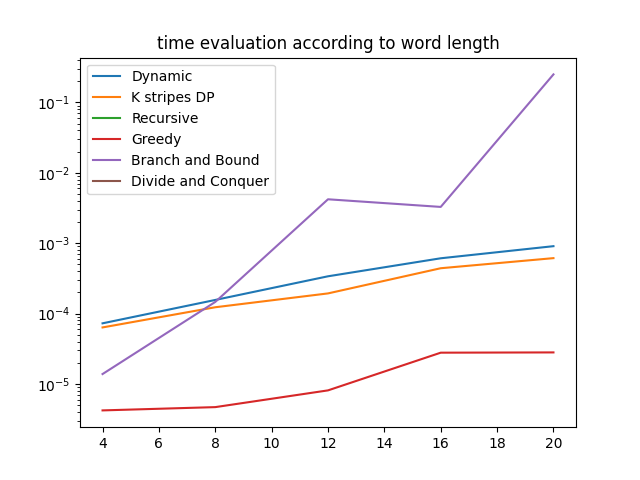 time evaluation according to word length
Dynamic
K stripes DP
Recursive
Greedy
Branch and Bound
Divide and Conquer
10⁻¹
10⁻²
10⁻³
10⁻⁴
10⁻⁵
4 6 8 10 12 14 16 18 20